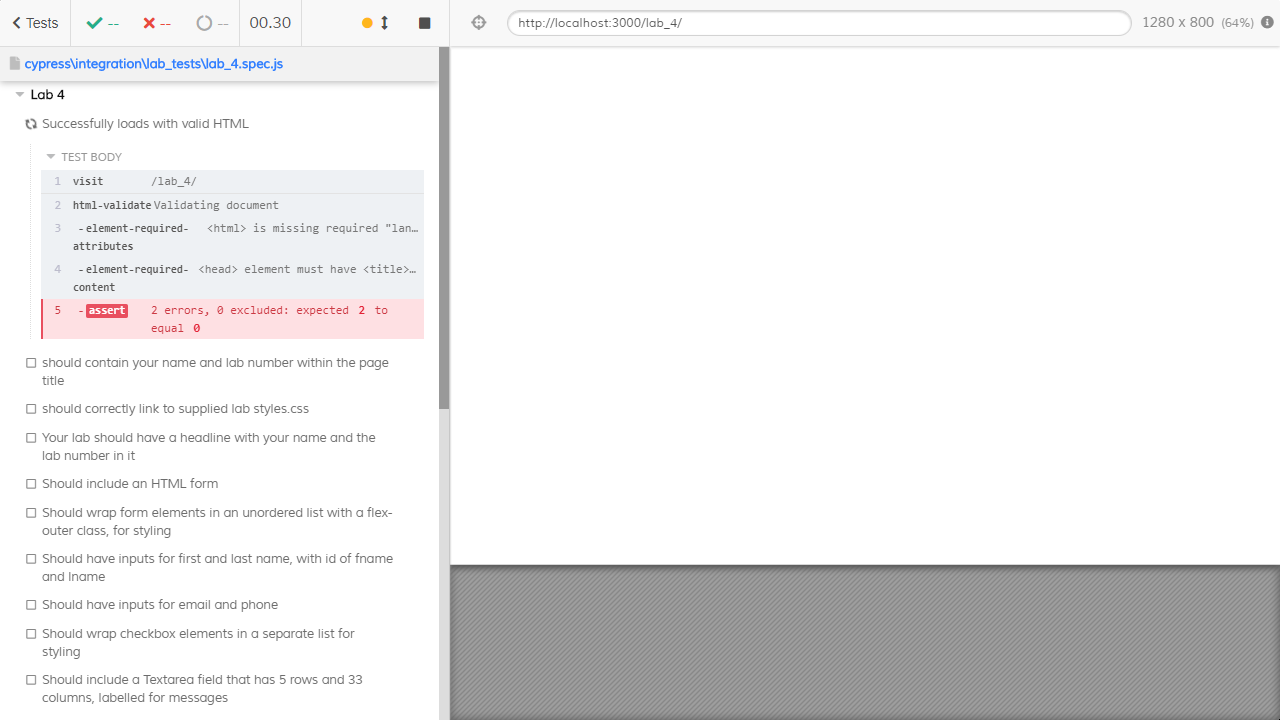 Tests -- -- -- 00.30
http://localhost:3000/lab_4/ 1280 x 800 (64%)
cypress\integration\lab_tests\lab_4.spec.js
Lab 4
Successfully loads with valid HTML
TEST BODY
1 visit /lab_4/
2 html-validate Validating document
3 -element-required- <html> is missing required "lan…
attributes
4 -element-required- <head> element must have <title>…
content
5 -assert 2 errors, 0 excluded: expected 2 to
equal 0
should contain your name and lab number within the page
title
should correctly link to supplied lab styles.css
Your lab should have a headline with your name and the
lab number in it
Should include an HTML form
Should wrap form elements in an unordered list with a flex-
outer class, for styling
Should have inputs for first and last name, with id of fname
and lname
Should have inputs for email and phone
Should wrap checkbox elements in a separate list for
styling
Should include a Textarea field that has 5 rows and 33
columns, labelled for messages